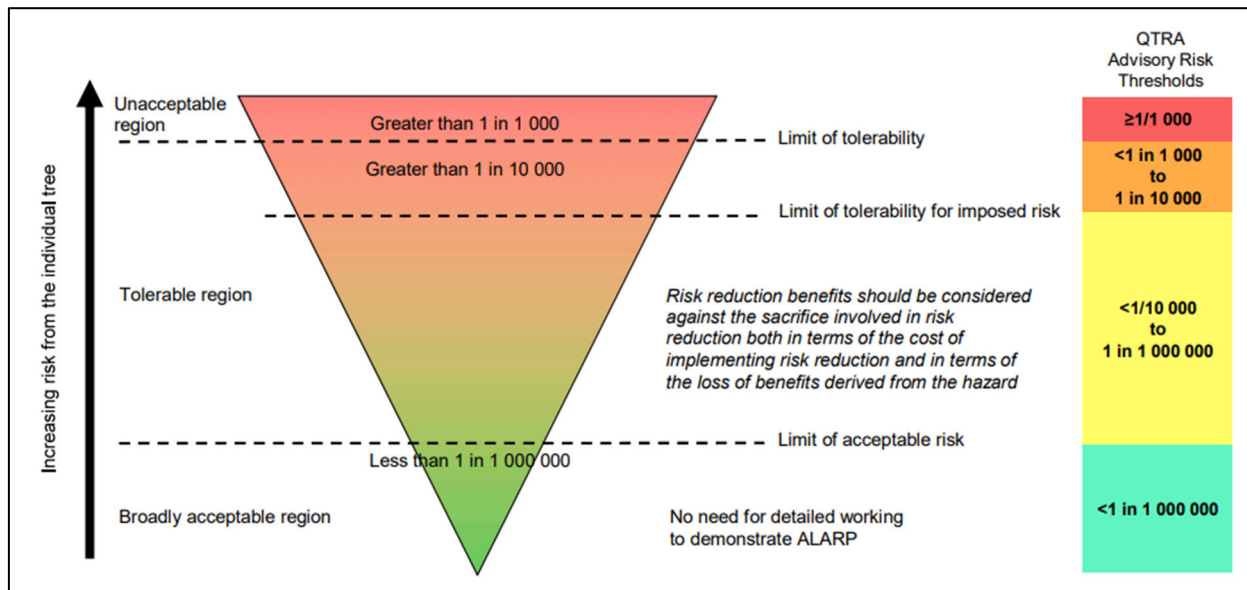 QTRA
Advisory Risk
Thresholds
Unacceptable
region
Greater than 1 in 1 000
Limit of tolerability
≥1/1 000
Greater than 1 in 10 000
<1 in 1 000
to
1 in 10 000
Limit of tolerability for imposed risk
Increasing risk from the individual tree
Tolerable region
Risk reduction benefits should be considered
against the sacrifice involved in risk
reduction both in terms of the cost of
implementing risk reduction and in terms of
the loss of benefits derived from the hazard
<1/10 000
to
1 in 1 000 000
Limit of acceptable risk
Less than 1 in 1 000 000
Broadly acceptable region
No need for detailed working
to demonstrate ALARP
<1 in 1 000 000